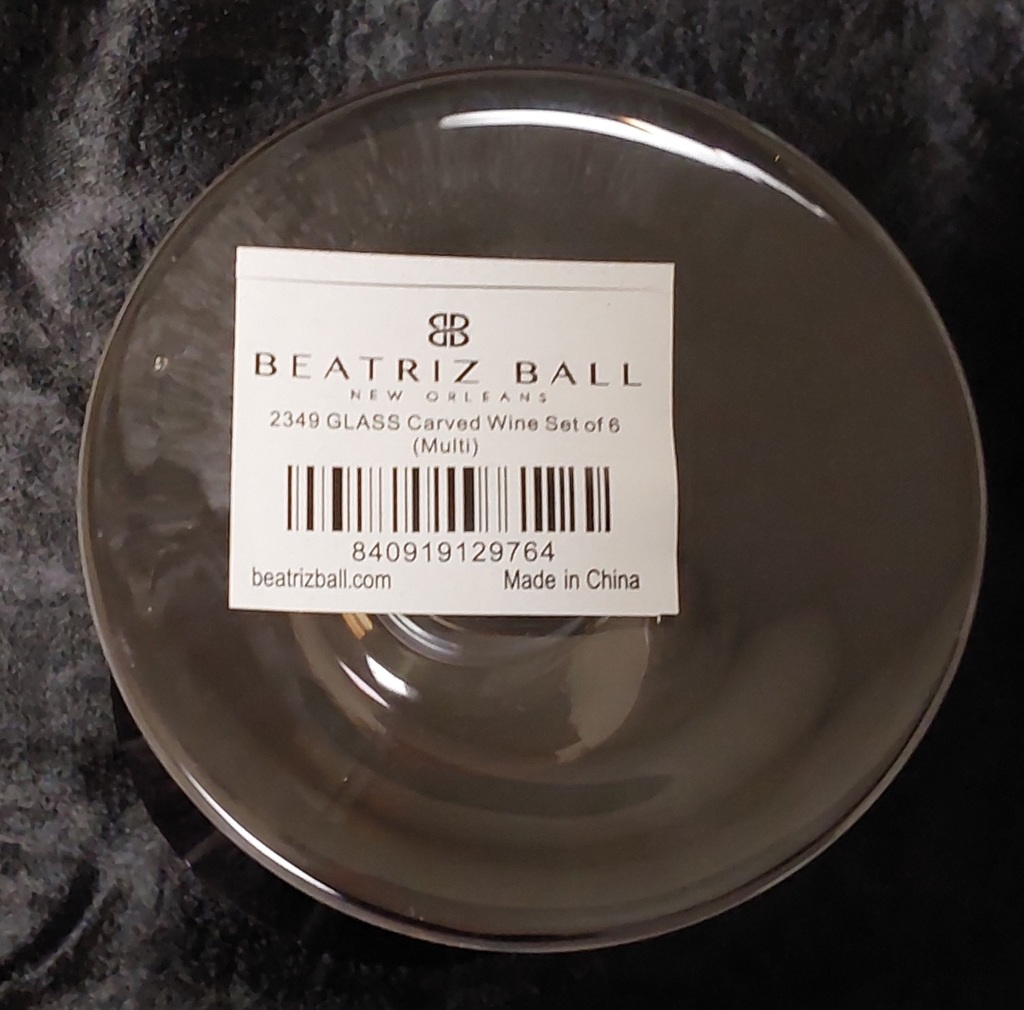 BB
BEATRIZ BALL
NEW ORLEANS
2349 GLASS Carved Wine Set of 6
(Multi)
840919129764
beatrizball.com Made in China